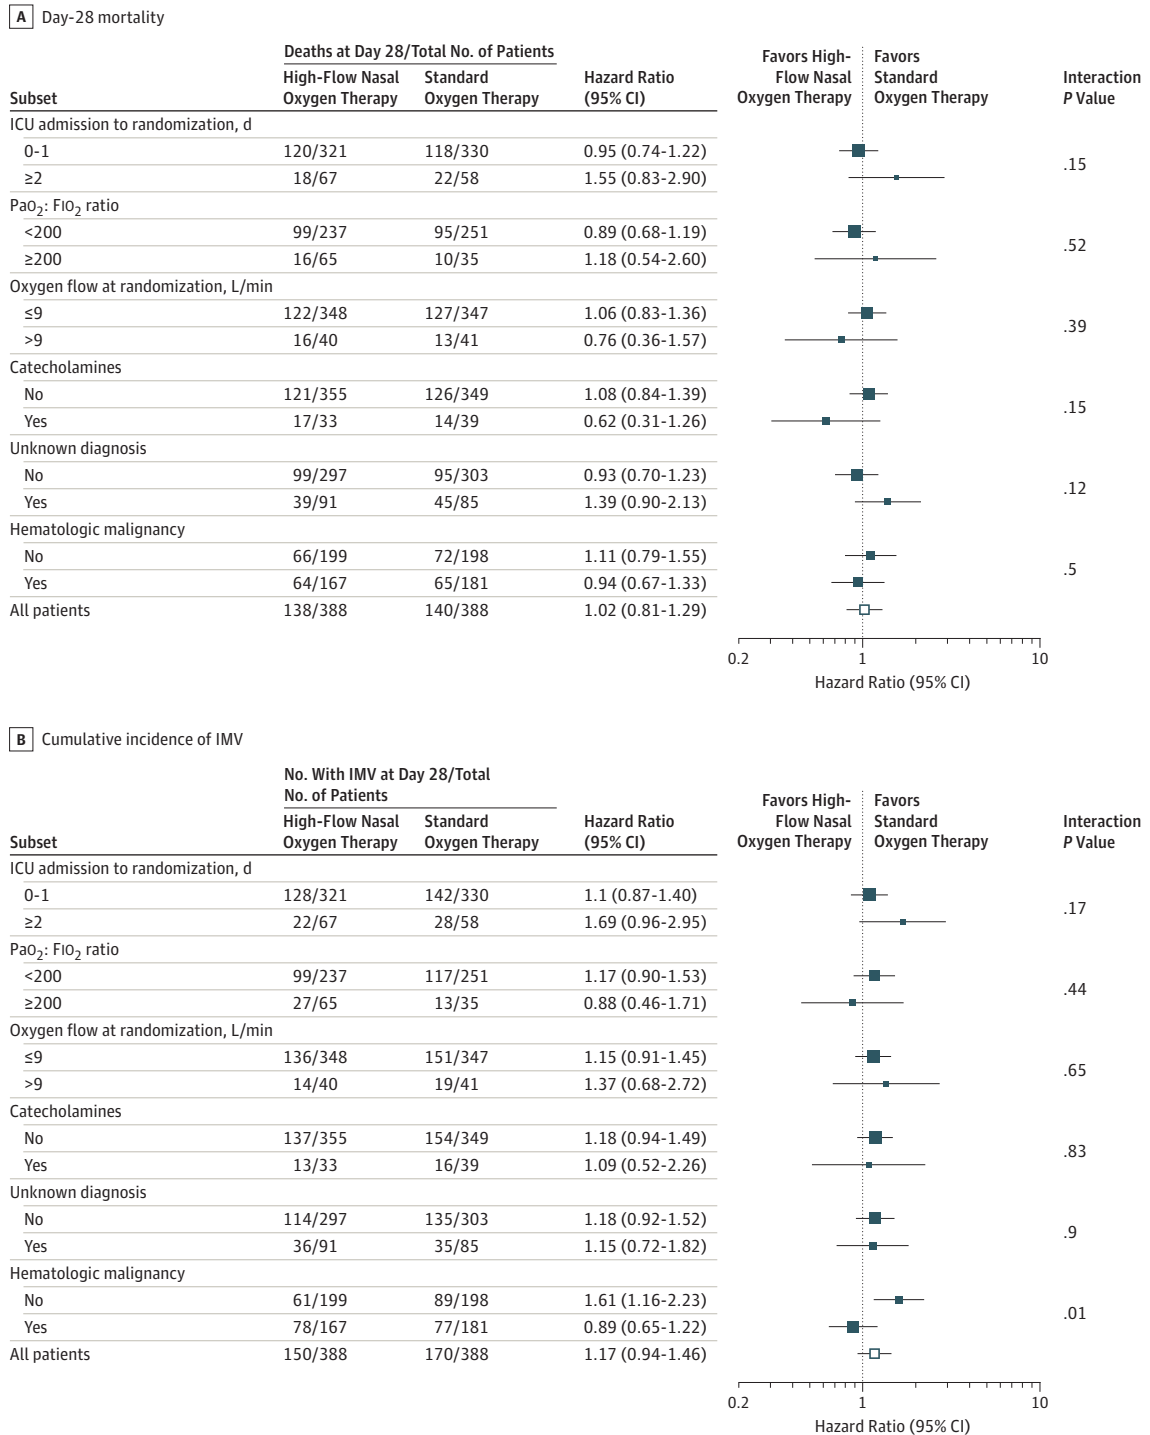 A Day-28 mortality
Deaths at Day 28/Total No. of Patients
Subset High-Flow Nasal Oxygen Therapy Standard Oxygen Therapy Hazard Ratio (95% CI) Favors High-Flow Nasal Oxygen Therapy Favors Standard Oxygen Therapy Interaction P Value
ICU admission to randomization, d
0-1 120/321 118/330 0.95 (0.74-1.22)
.15
≥2 18/67 22/58 1.55 (0.83-2.90)
PaO2: FIO2 ratio
<200 99/237 95/251 0.89 (0.68-1.19)
.52
≥200 16/65 10/35 1.18 (0.54-2.60)
Oxygen flow at randomization, L/min
≤9 122/348 127/347 1.06 (0.83-1.36)
.39
>9 16/40 13/41 0.76 (0.36-1.57)
Catecholamines
No 121/355 126/349 1.08 (0.84-1.39)
.15
Yes 17/33 14/39 0.62 (0.31-1.26)
Unknown diagnosis
No 99/297 95/303 0.93 (0.70-1.23)
.12
Yes 39/91 45/85 1.39 (0.90-2.13)
Hematologic malignancy
No 66/199 72/198 1.11 (0.79-1.55)
.5
Yes 64/167 65/181 0.94 (0.67-1.33)
All patients 138/388 140/388 1.02 (0.81-1.29)
0.2 1 10
Hazard Ratio (95% CI)
B Cumulative incidence of IMV
No. With IMV at Day 28/Total
No. of Patients
Subset High-Flow Nasal Oxygen Therapy Standard Oxygen Therapy Hazard Ratio (95% CI) Favors High-Flow Nasal Oxygen Therapy Favors Standard Oxygen Therapy Interaction P Value
ICU admission to randomization, d
0-1 128/321 142/330 1.1 (0.87-1.40)
.17
≥2 22/67 28/58 1.69 (0.96-2.95)
PaO2: FIO2 ratio
<200 99/237 117/251 1.17 (0.90-1.53)
.44
≥200 27/65 13/35 0.88 (0.46-1.71)
Oxygen flow at randomization, L/min
≤9 136/348 151/347 1.15 (0.91-1.45)
.65
>9 14/40 19/41 1.37 (0.68-2.72)
Catecholamines
No 137/355 154/349 1.18 (0.94-1.49)
.83
Yes 13/33 16/39 1.09 (0.52-2.26)
Unknown diagnosis
No 114/297 135/303 1.18 (0.92-1.52)
.9
Yes 36/91 35/85 1.15 (0.72-1.82)
Hematologic malignancy
No 61/199 89/198 1.61 (1.16-2.23)
.01
Yes 78/167 77/181 0.89 (0.65-1.22)
All patients 150/388 170/388 1.17 (0.94-1.46)
0.2 1 10
Hazard Ratio (95% CI)